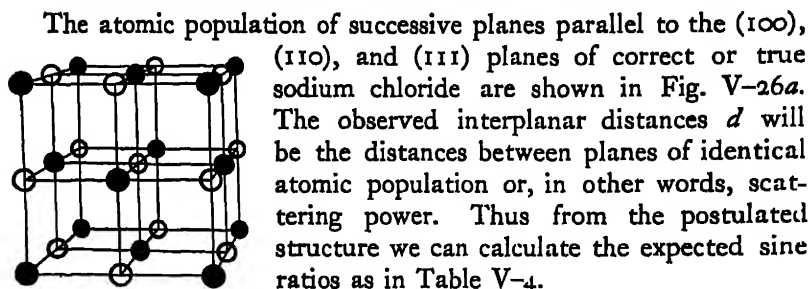 The atomic population of successive planes parallel to the (100),
(110), and (111) planes of correct or true
sodium chloride are shown in Fig. V–26a.
The observed interplanar distances d will
be the distances between planes of identical
atomic population or, in other words, scat-
tering power. Thus from the postulated
structure we can calculate the expected sine
ratios as in Table V–4.